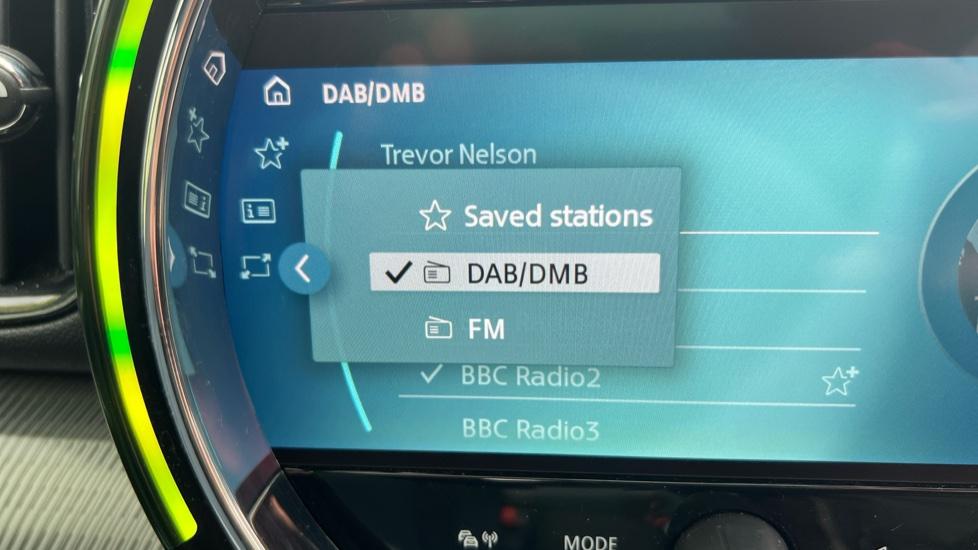 DAB/DMB
Trevor Nelson
Saved stations
DAB/DMB
FM
BBC Radio2
BBC Radio3
MODE